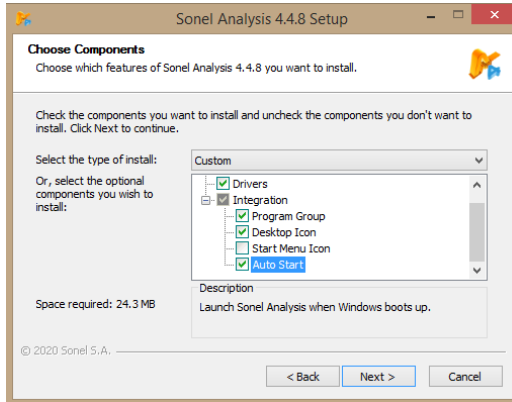 Sonel Analysis 4.4.8 Setup
Choose Components
Choose which features of Sonel Analysis 4.4.8 you want to install.
Check the components you want to install and uncheck the components you don't want to
install. Click Next to continue.
Select the type of install:
Custom
Or, select the optional
components you wish to
install:
Drivers
Integration
Program Group
Desktop Icon
Start Menu Icon
Auto Start
Space required: 24.3 MB
Description
Launch Sonel Analysis when Windows boots up.
© 2020 Sonel S.A.
< Back
Next >
Cancel